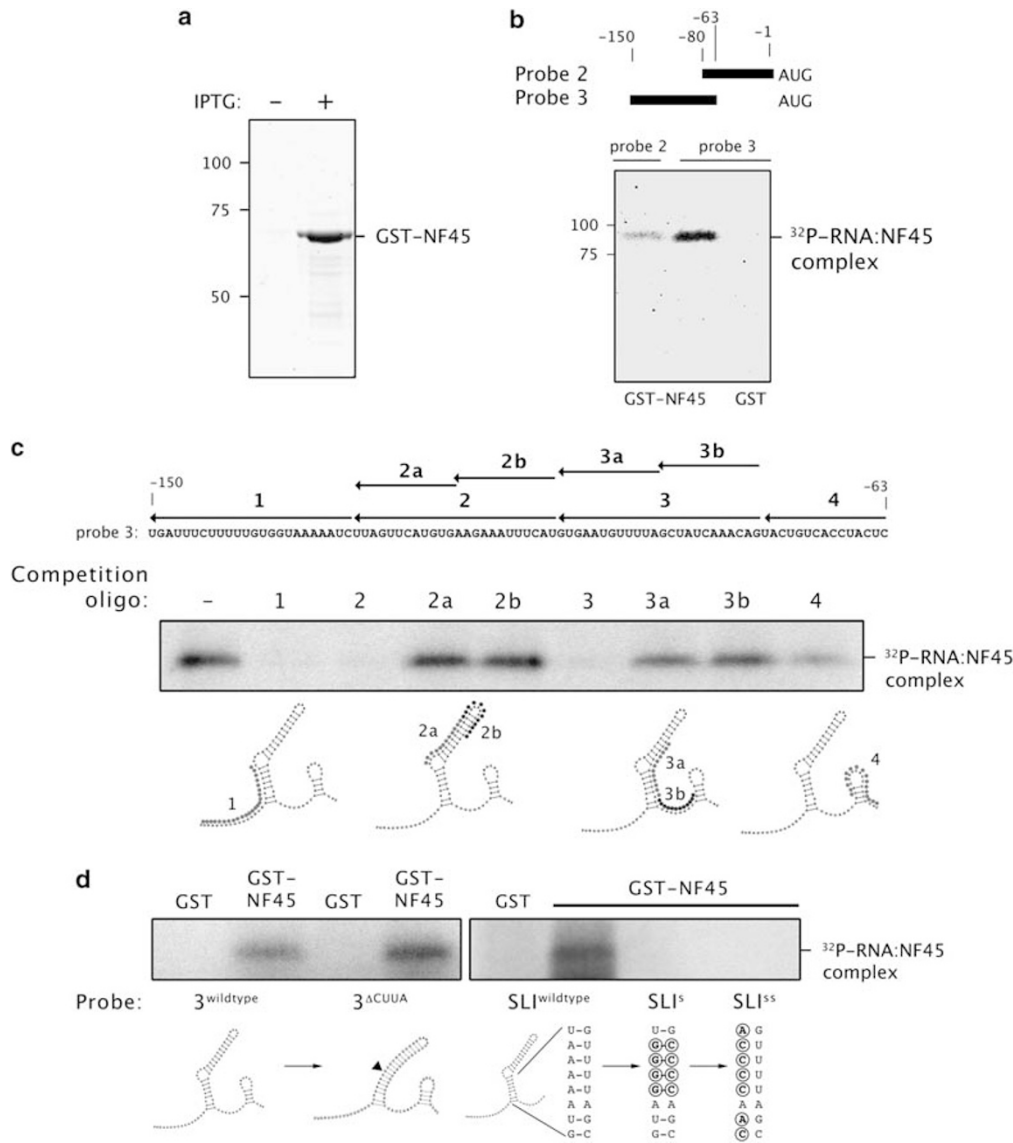 a
IPTG: − +
100
75
GST−NF45
50
b
−63
−150 −80 −1
Probe 2 AUG
Probe 3 AUG
probe 2 probe 3
100
75
32P−RNA:NF45
complex
GST−NF45 GST
c
2a 2b 3a 3b
−150 −63
1 2 3 4
probe 3: UGAUUUCUUUUUGUGGUAAAAAUCUUAGUUCAUGUGAAGAAAUUUCAUGUGAAUGUUUUAGCUAUCAAACAGUACUGUCACCUACUC
Competition
oligo: − 1 2 2a 2b 3 3a 3b 4
32P−RNA:NF45
complex
1
2a 2b
3a
3b
4
d
GST GST−NF45 GST GST−NF45 GST GST−NF45
32P−RNA:NF45
complex
Probe: 3wildtype 3ΔCUUA SLIwildtype SLIs SLIss
U−G U−G A G
A−U G−C C U
A−U G−C C U
A−U G−C C U
A−U G−C C U
A A A A A A
U−G U−G A G
G−C G−C C C